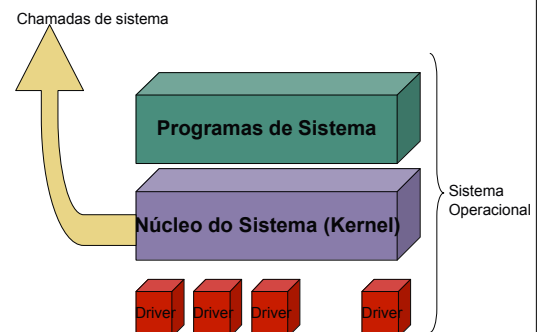 Chamadas de sistema
Programas de Sistema
Núcleo do Sistema (Kernel)
Sistema
Operacional
Driver Driver Driver Driver